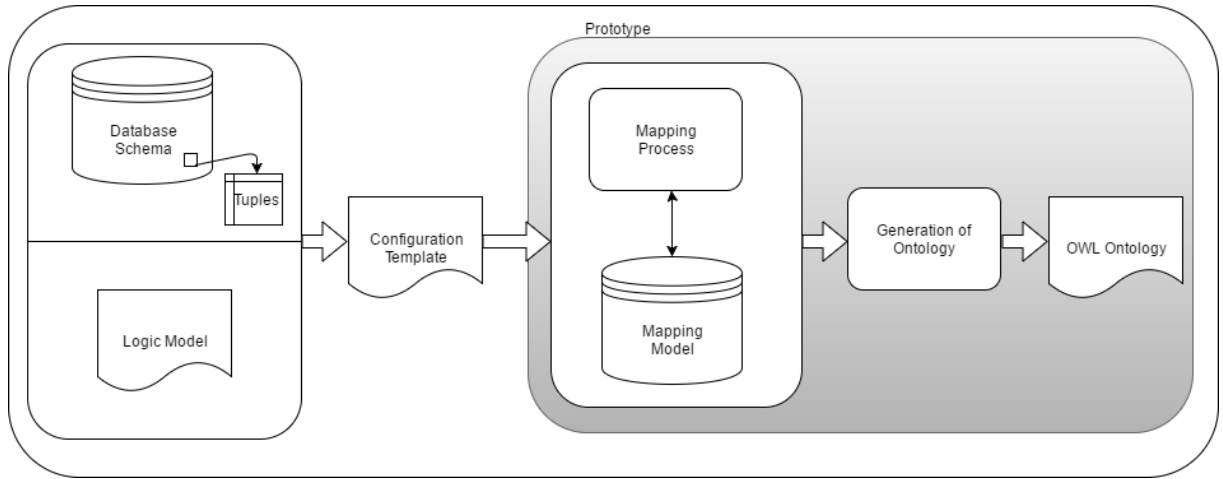 Prototype
Database
Schema
Tuples
Logic Model
Configuration
Template
Mapping
Process
Mapping
Model
Generation of
Ontology
OWL Ontology